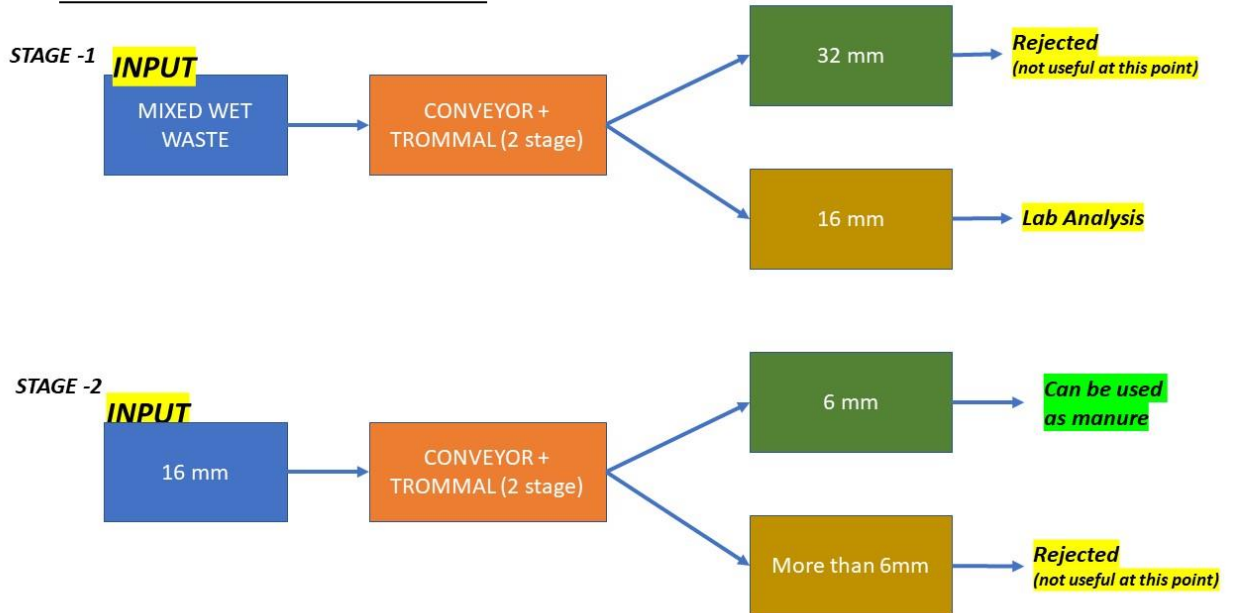 STAGE -1
INPUT
MIXED WET
WASTE
CONVEYOR +
TROMMAL (2 stage)
32 mm
Rejected
(not useful at this point)
16 mm
Lab Analysis
STAGE -2
INPUT
16 mm
CONVEYOR +
TROMMAL (2 stage)
6 mm
Can be used
as manure
More than 6mm
Rejected
(not useful at this point)